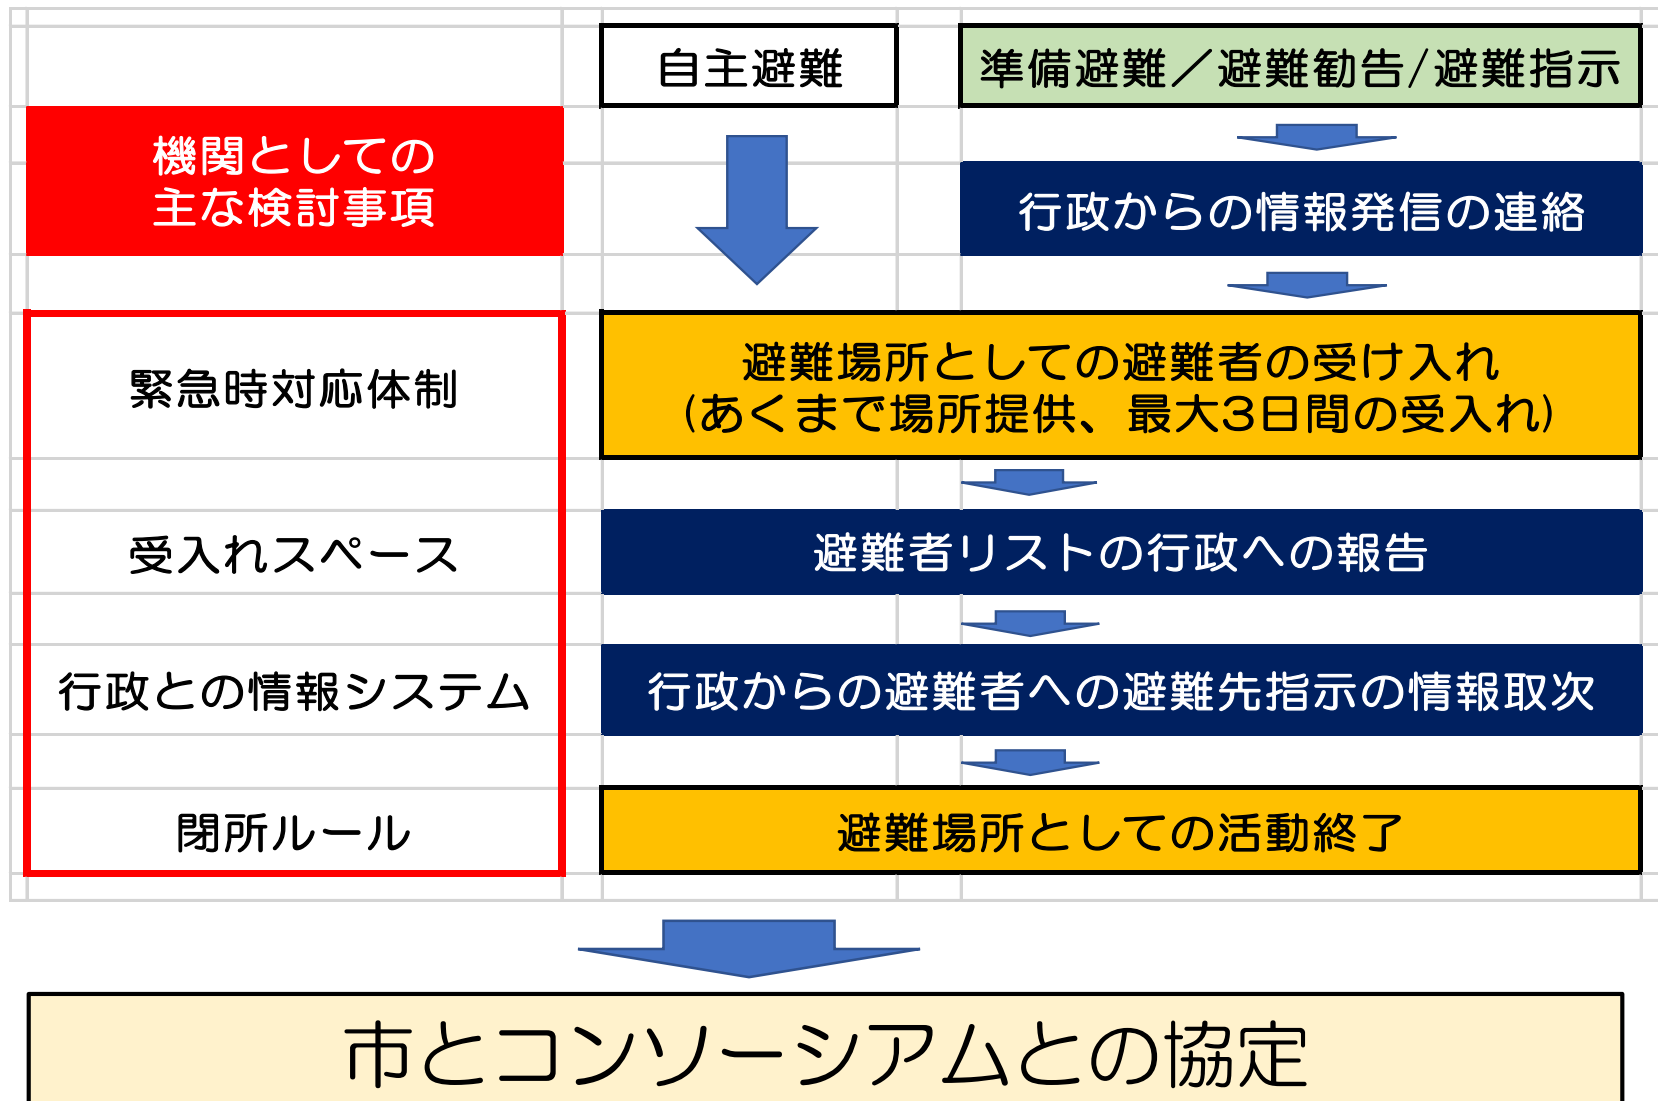 自主避難
準備避難／避難勧告/避難指示
機関としての
主な検討事項
行政からの情報発信の連絡
緊急時対応体制
避難場所としての避難者の受け入れ
(あくまで場所提供、最大3日間の受入れ)
受入れスペース
避難者リストの行政への報告
行政との情報システム
行政からの避難者への避難先指示の情報取次
閉所ルール
避難場所としての活動終了
市とコンソーシアムとの協定